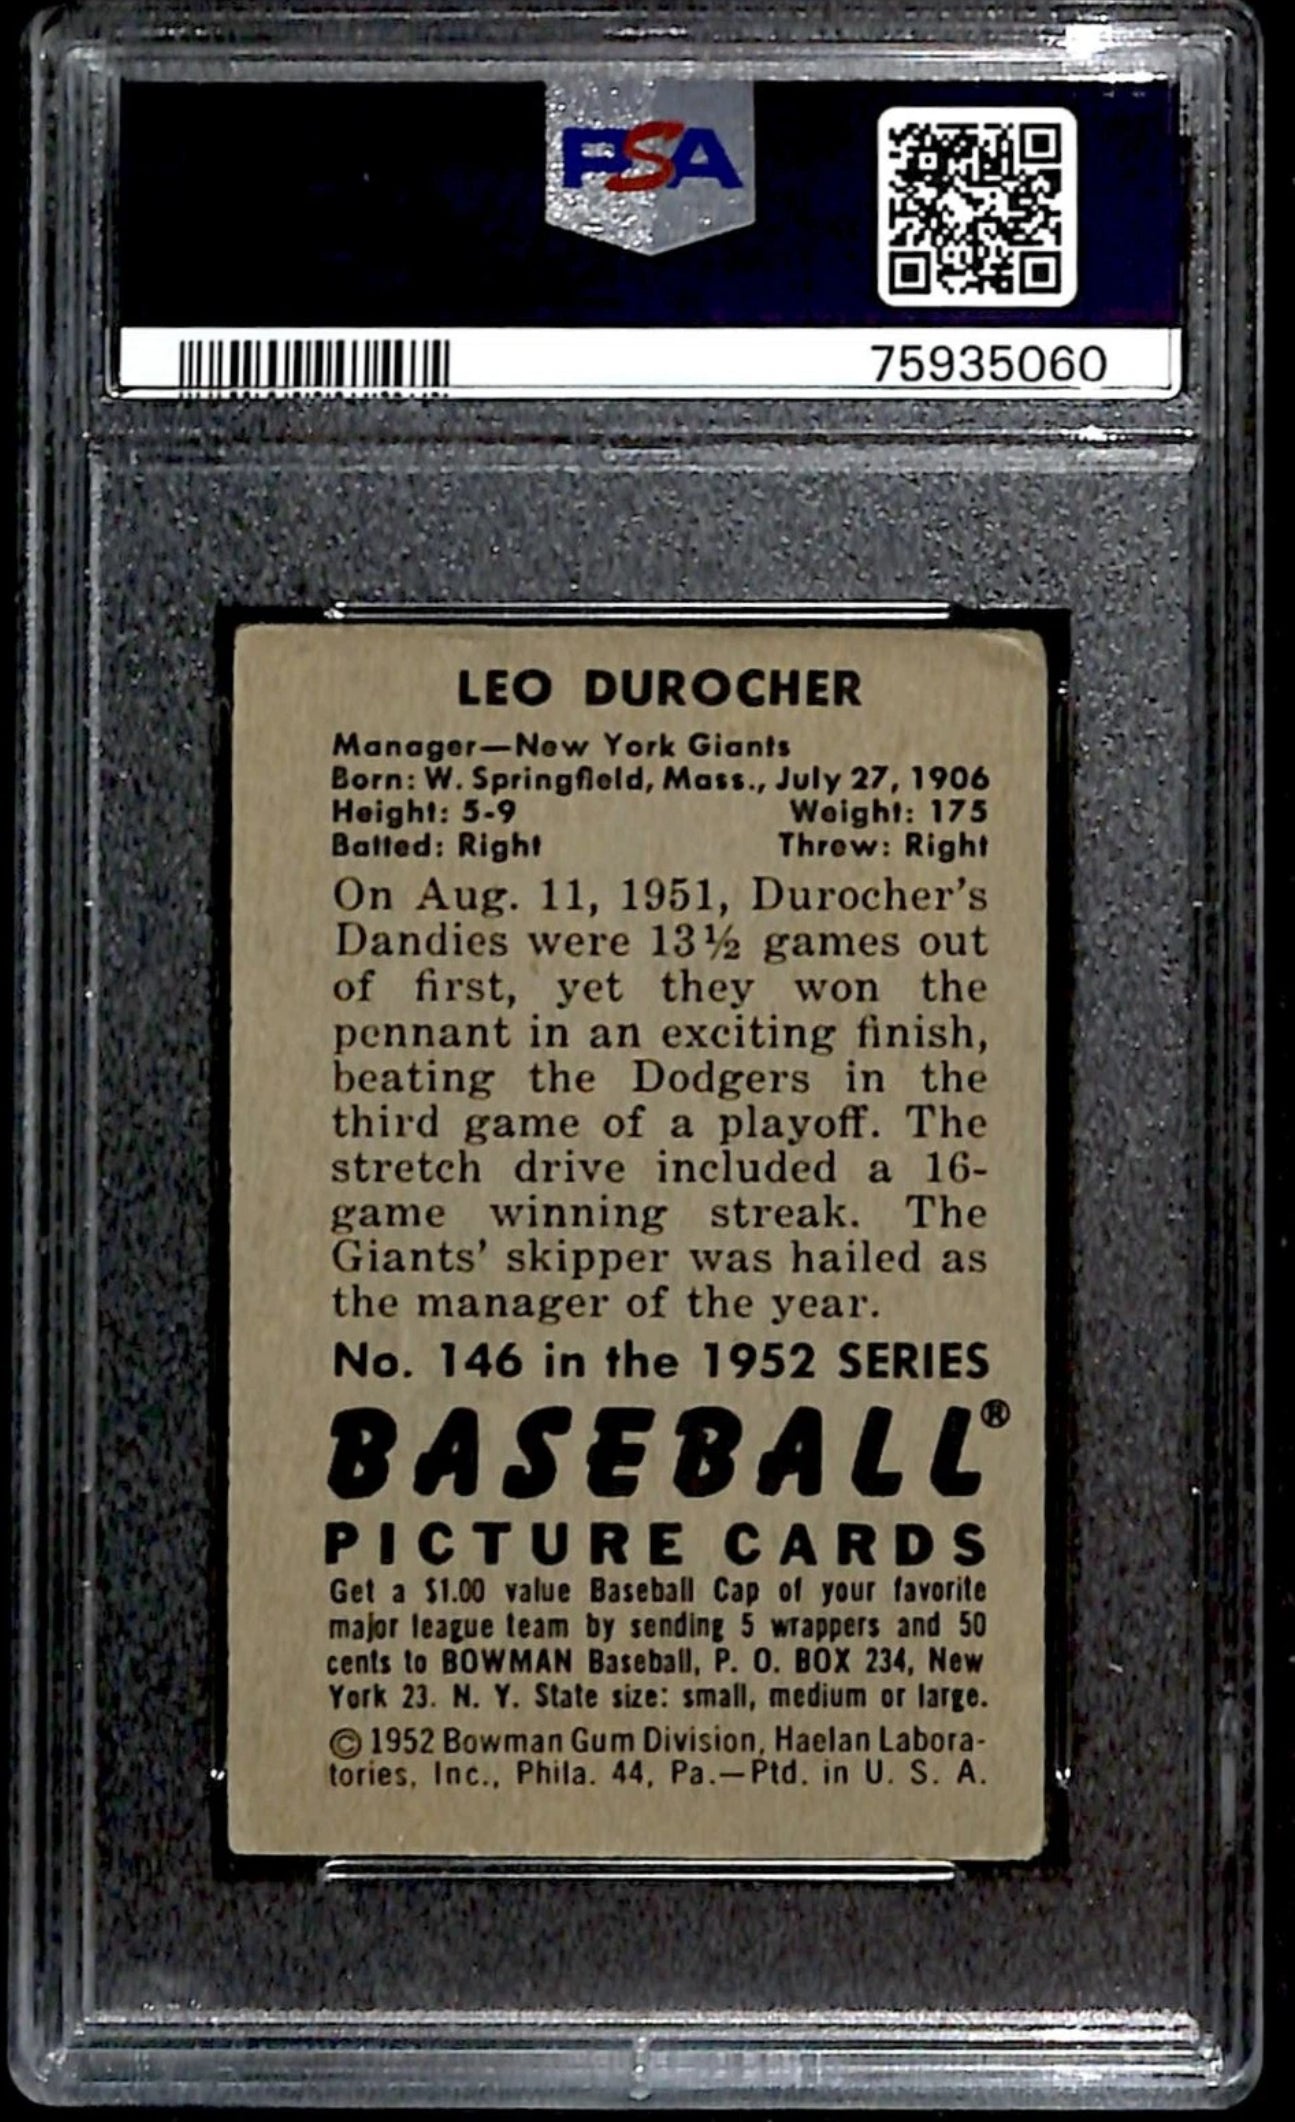 PSA
75935060
LEO DUROCHER
Manager—New York Giants
Born: W. Springfield, Mass., July 27, 1906
Height: 5-9 Weight: 175
Batted: Right Threw: Right
On Aug. 11, 1951, Durocher's
Dandies were 13½ games out
of first, yet they won the
pennant in an exciting finish,
beating the Dodgers in the
third game of a playoff. The
stretch drive included a 16-
game winning streak. The
Giants' skipper was hailed as
the manager of the year.
No. 146 in the 1952 SERIES
BASEBALL®
PICTURE CARDS
Get a $1.00 value Baseball Cap of your favorite
major league team by sending 5 wrappers and 50
cents to BOWMAN Baseball, P. O. BOX 234, New
York 23. N. Y. State size: small, medium or large.
© 1952 Bowman Gum Division, Haelan Labora-
tories, Inc., Phila. 44, Pa.—Ptd. in U. S. A.